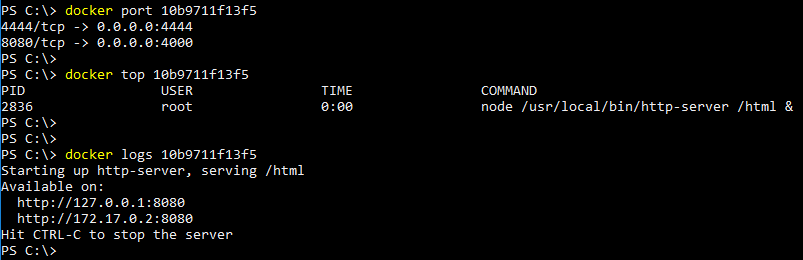 PS C:\> docker port 10b9711f13f5
4444/tcp -> 0.0.0.0:4444
8080/tcp -> 0.0.0.0:4000
PS C:\>
PS C:\> docker top 10b9711f13f5
PID USER TIME COMMAND
2836 root 0:00 node /usr/local/bin/http-server /html &
PS C:\>
PS C:\>
PS C:\> docker logs 10b9711f13f5
Starting up http-server, serving /html
Available on:
  http://127.0.0.1:8080
  http://172.17.0.2:8080
Hit CTRL-C to stop the server
PS C:\>